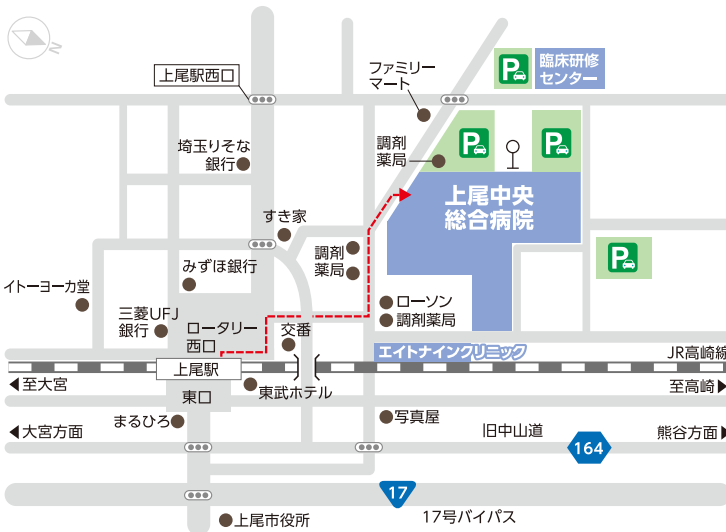 N
上尾駅西口
ファミリー
マート
P
臨床研修
センター
埼玉りそな
銀行
調剤
薬局
P
P
上尾中央
総合病院
すき家
調剤
薬局
P
みずほ銀行
イトーヨーカ堂
三菱UFJ
銀行
ロータリー
西口
交番
ローソン
調剤薬局
エイトナインクリニック
JR高崎線
上尾駅
至大宮
東武ホテル
至高崎
東口
まるひろ
写真屋
大宮方面
旧中山道
164
熊谷方面
17
17号バイパス
上尾市役所